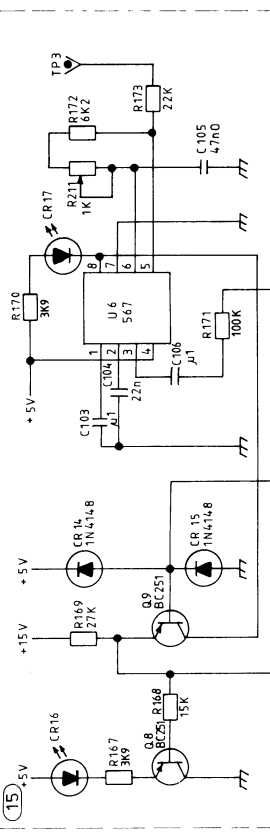 15
+5V
CR16
R167
3K9
Q8
BC251
R168
15K
+15V
R169
27K
Q9
BC251
+5V
CR14
1N4148
CR15
1N4148
+5V
R170
3K9
CR17
C103
µ1
C104
22n
C106
µ1
R171
100K
U6
567
1
2
3
4
8
7
6
5
R211
1K
R172
6K2
TP3
R173
22K
C105
47n0